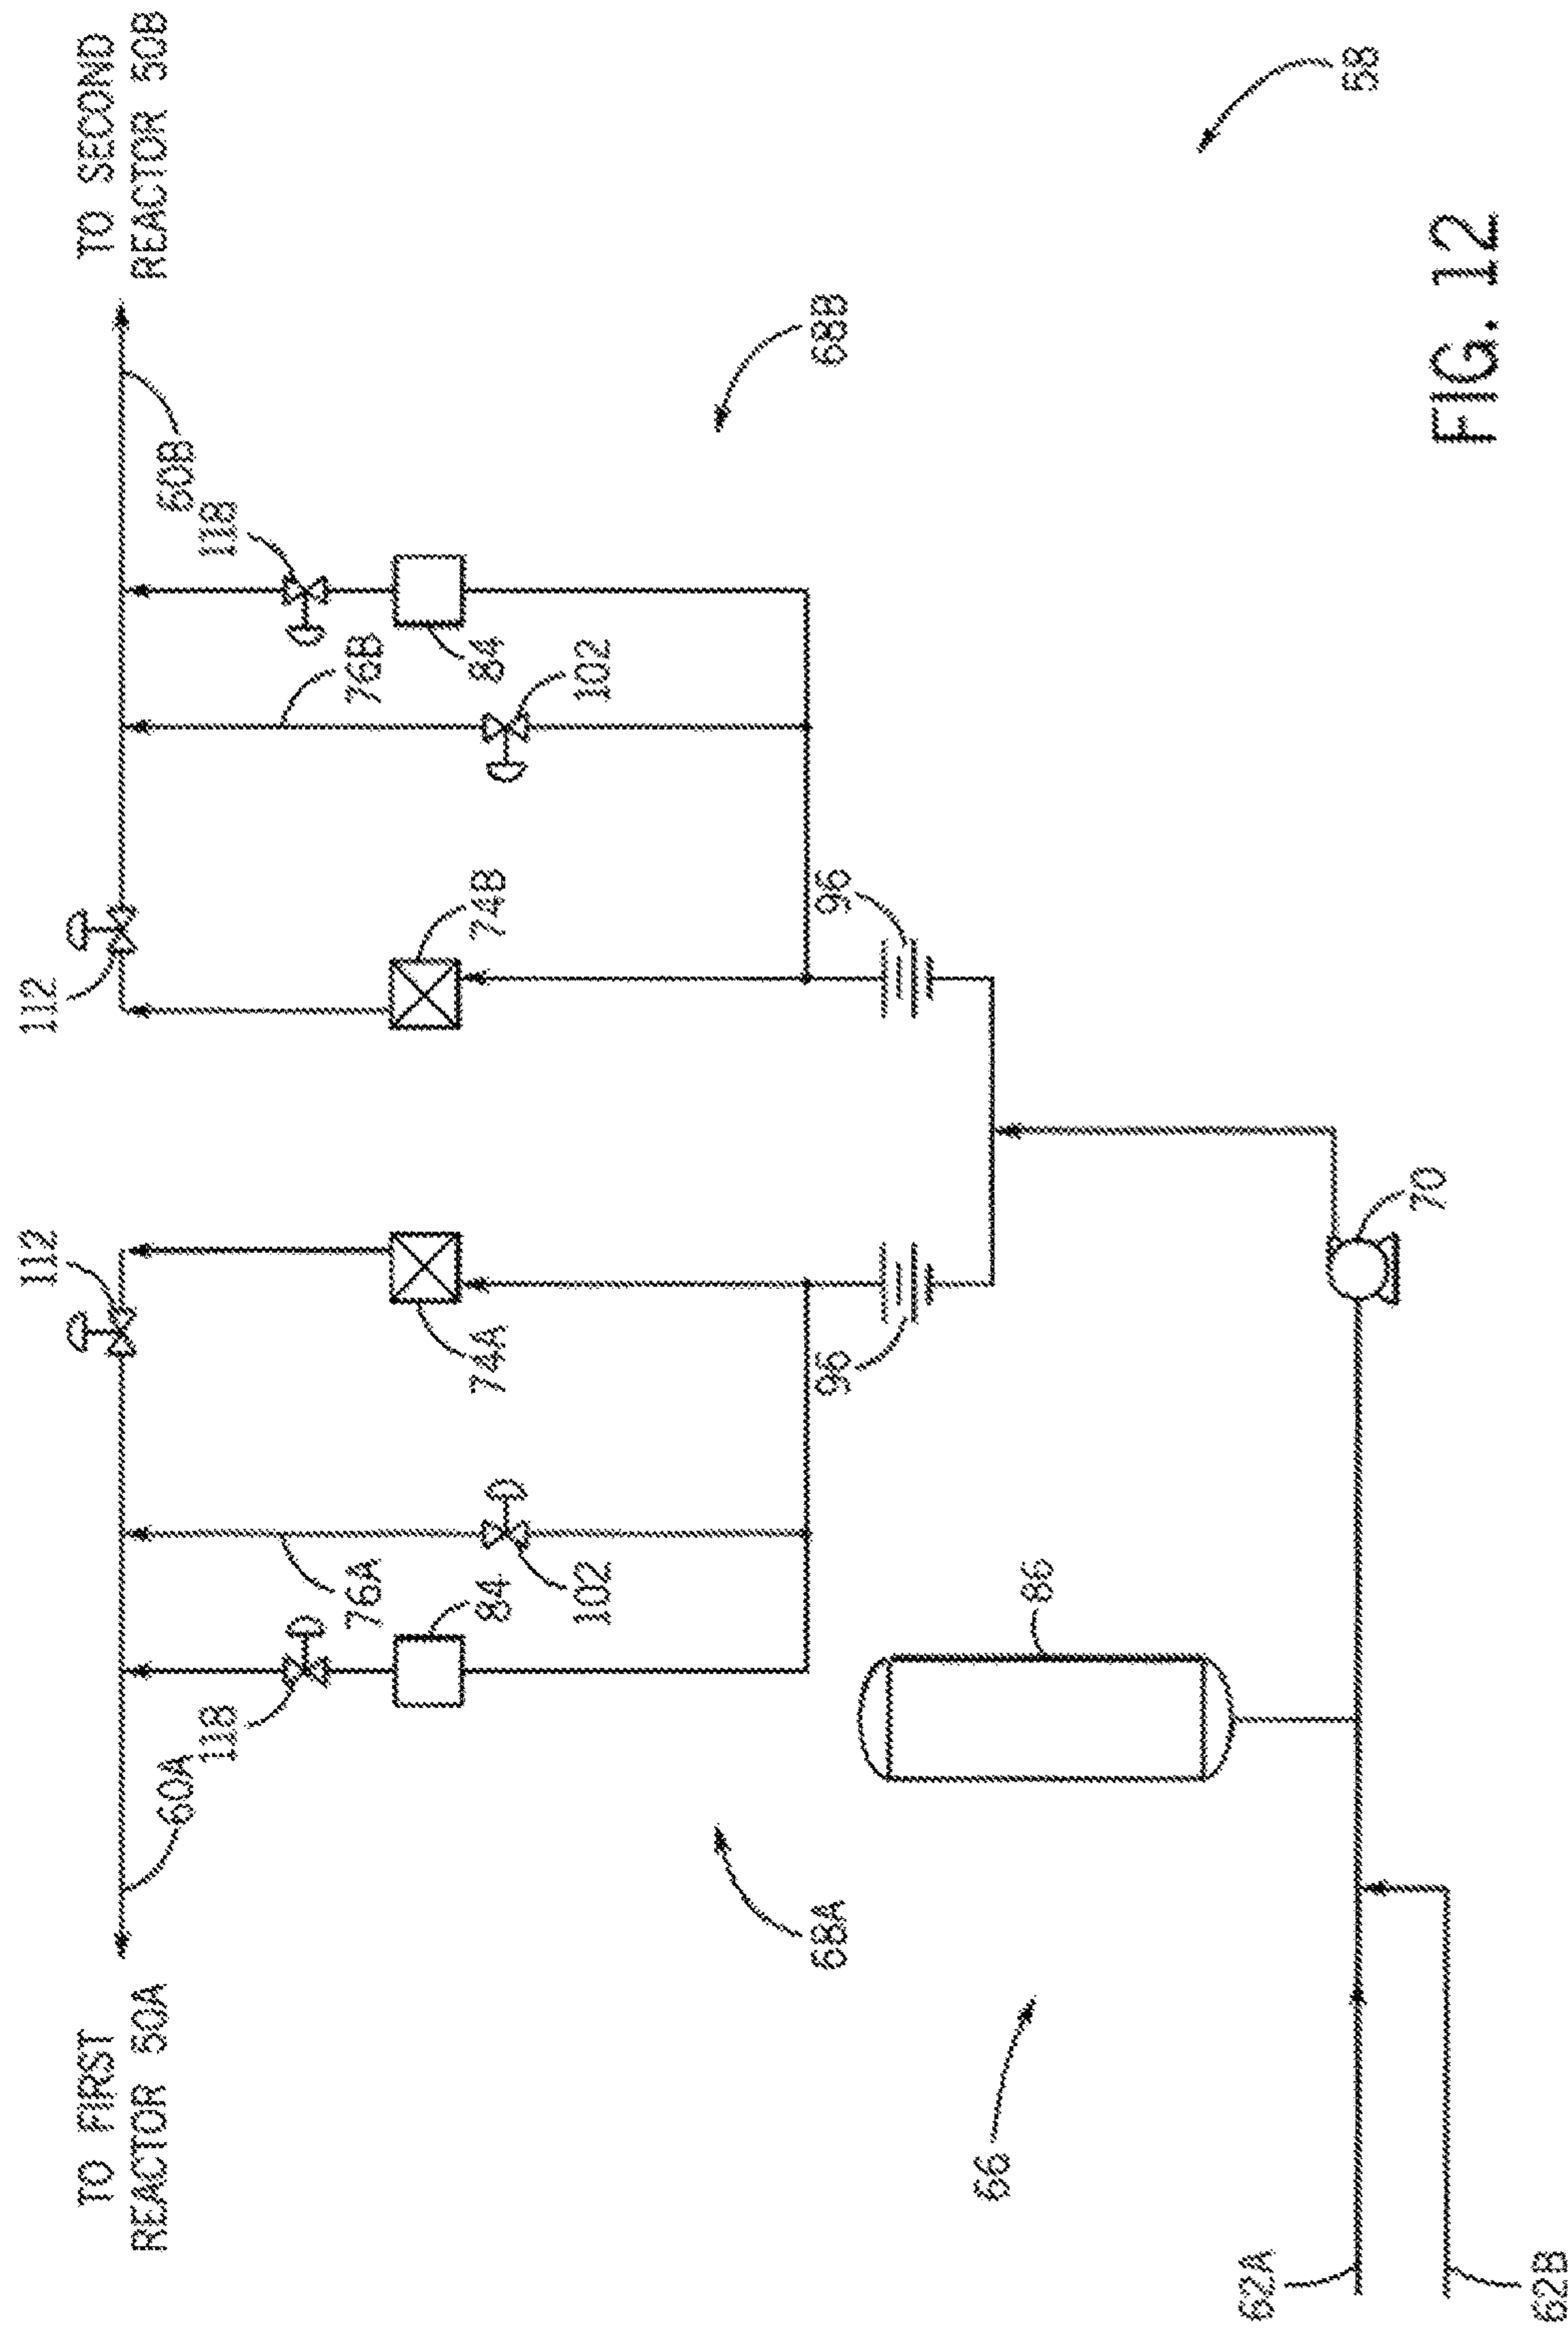 112
112
TO FIRST
REACTOR 50A
TO SECOND
REACTOR 50B
60A
60B
118
118
76A
76B
84
74A
74B
84
102
102
68A
96
96
68B
66
86
62A
58
70
FIG. 12
62B